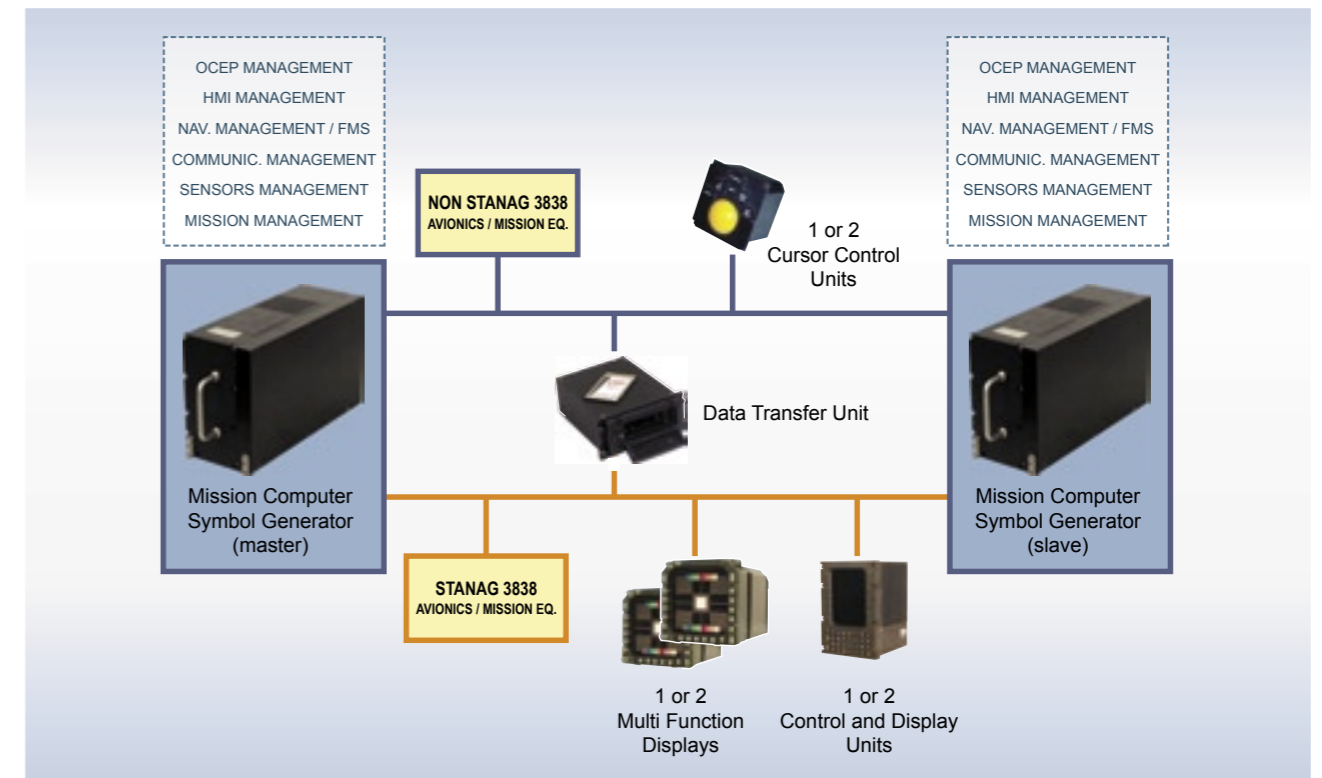 OCEP MANAGEMENT
HMI MANAGEMENT
NAV. MANAGEMENT / FMS
COMMUNIC. MANAGEMENT
SENSORS MANAGEMENT
MISSION MANAGEMENT
OCEP MANAGEMENT
HMI MANAGEMENT
NAV. MANAGEMENT / FMS
COMMUNIC. MANAGEMENT
SENSORS MANAGEMENT
MISSION MANAGEMENT
NON STANAG 3838
AVIONICS / MISSION EQ.
1 or 2
Cursor Control
Units
Data Transfer Unit
Mission Computer
Symbol Generator
(master)
Mission Computer
Symbol Generator
(slave)
STANAG 3838
AVIONICS / MISSION EQ.
1 or 2
Multi Function
Displays
1 or 2
Control and Display
Units